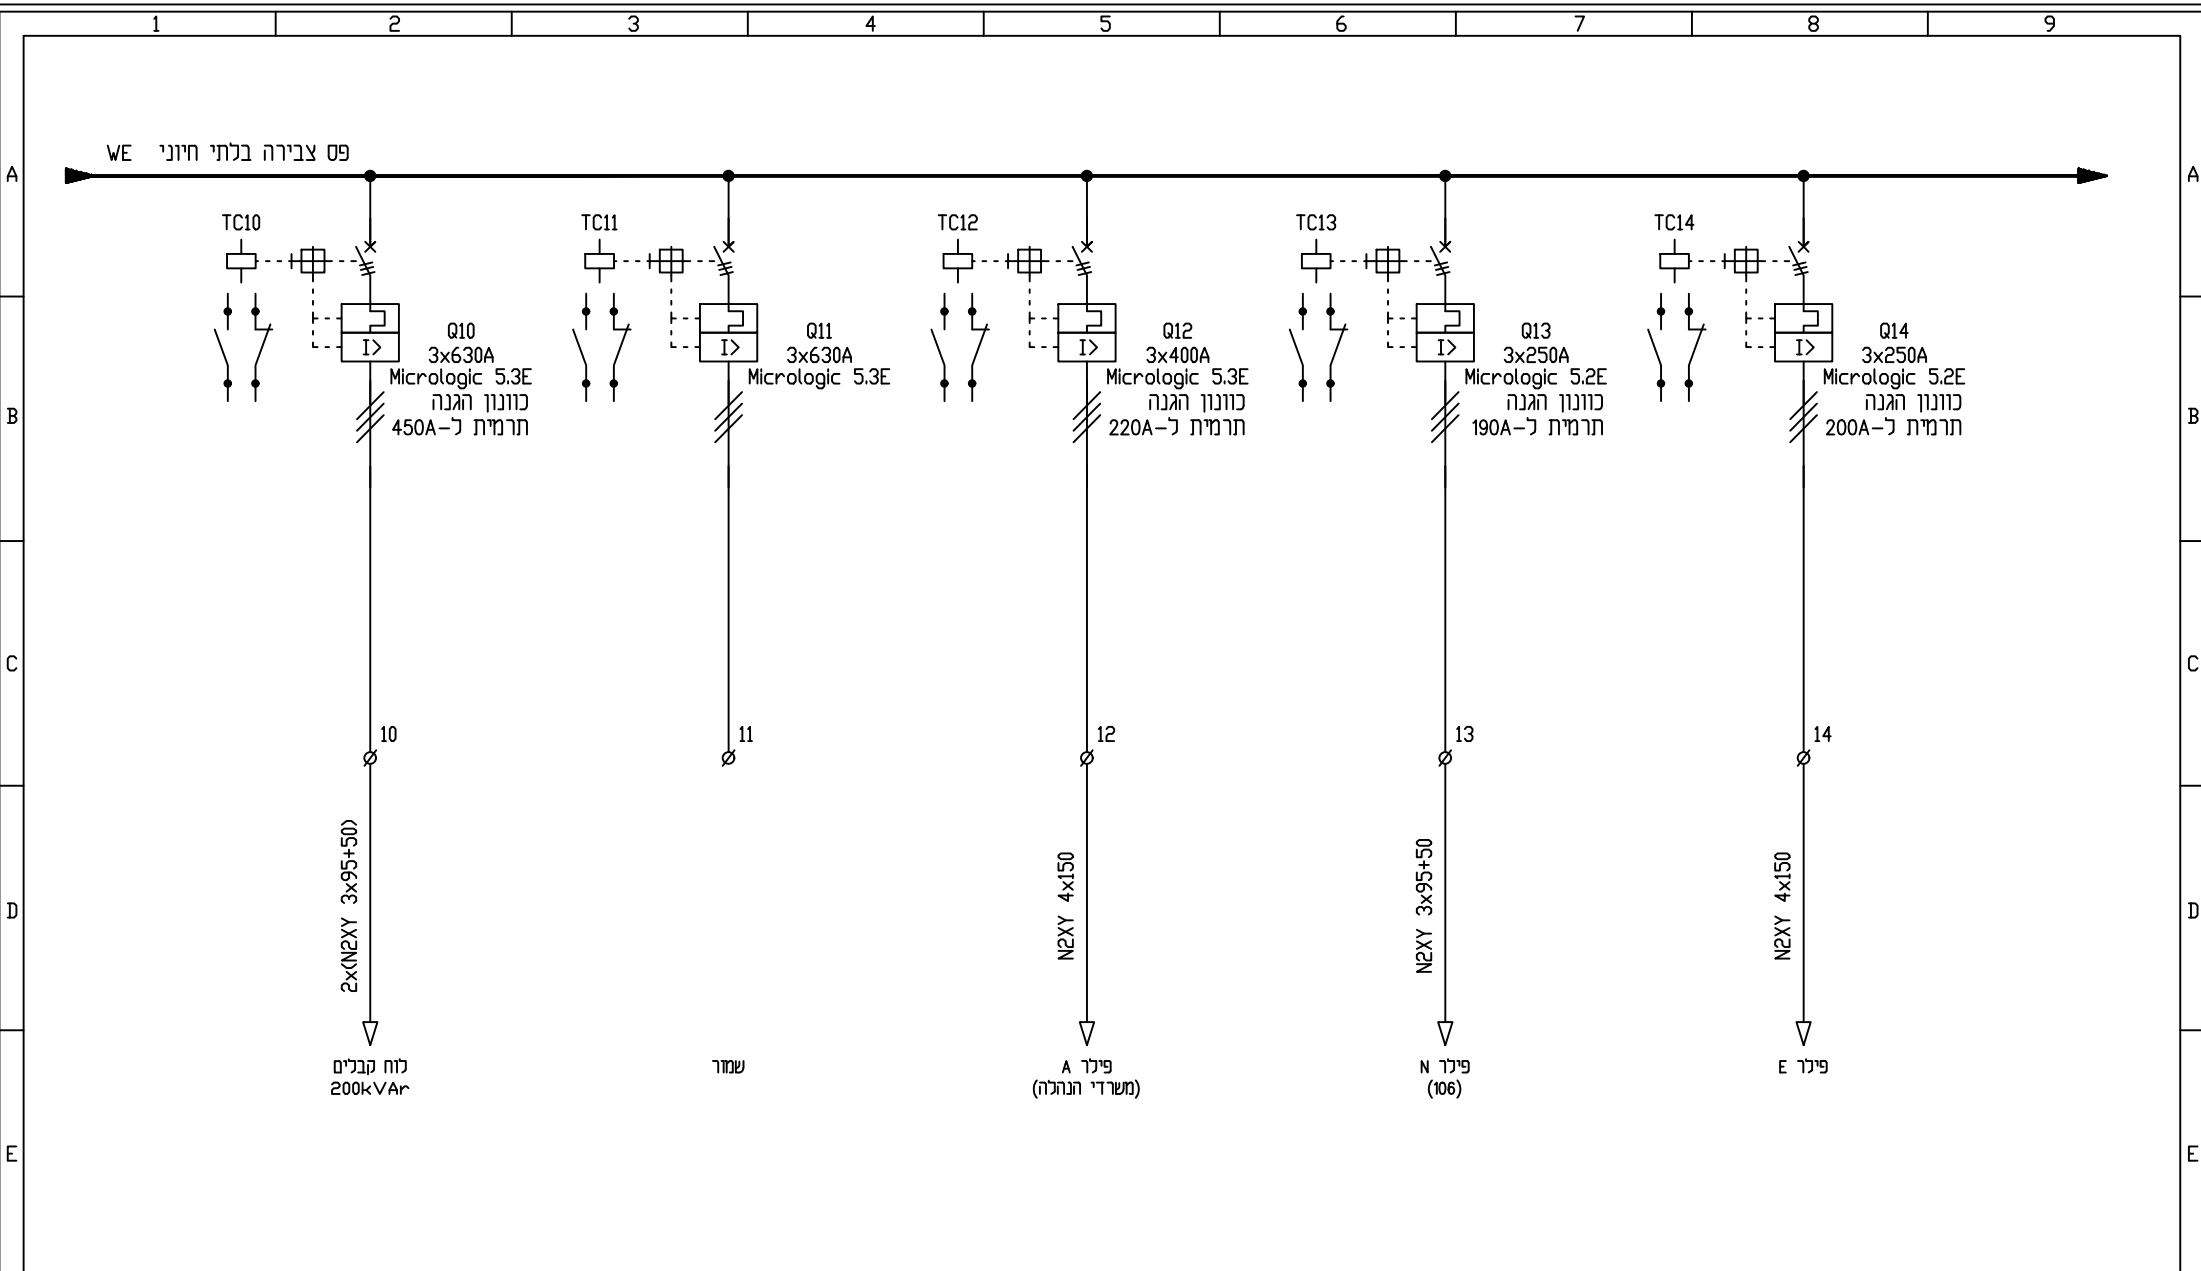 1 2 3 4 5 6 7 8 9
WE פס צבירה בלתי חיוני
A A
TC10 TC11 TC12 TC13 TC14
I> I> I> I> I>
Q10
3x630A
Micrologic 5.3E
כוונון הגנה
תרמית ל-450A
Q11
3x630A
Micrologic 5.3E
Q12
3x400A
Micrologic 5.3E
כוונון הגנה
תרמית ל-220A
Q13
3x250A
Micrologic 5.2E
כוונון הגנה
תרמית ל-190A
Q14
3x250A
Micrologic 5.2E
כוונון הגנה
תרמית ל-200A
B B
C C
10 11 12 13 14
2x(N2XY 3x95+50)
N2XY 4x150
N2XY 3x95+50
N2XY 4x150
D D
לוח קבלים
200kVAr
שמור
פילר A
(משרדי הנהלה)
פילר N
(106)
פילר E
E E